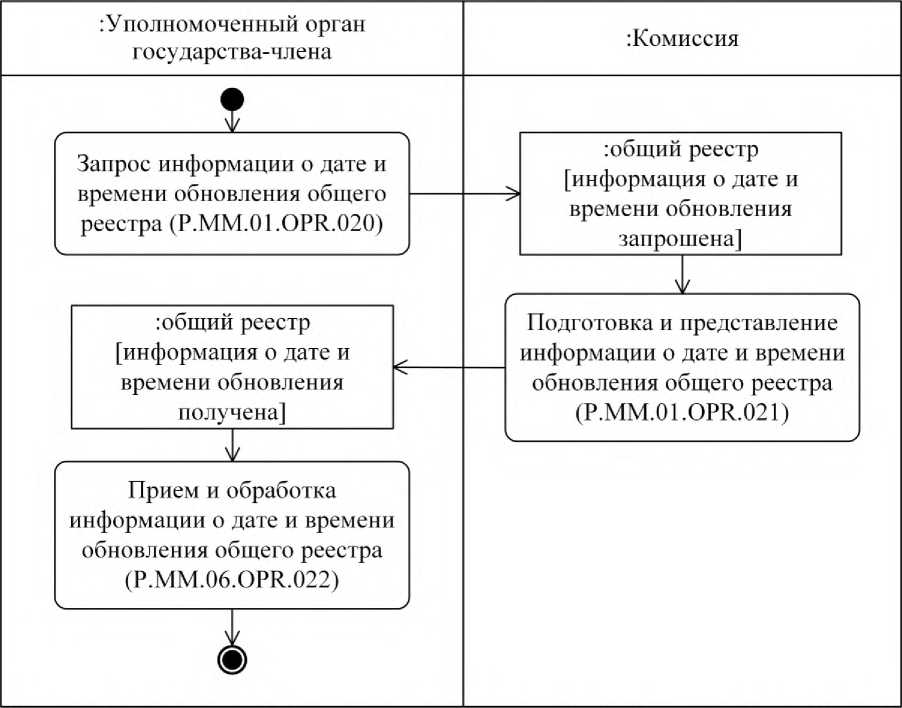 :Уполномоченный орган
государства-члена
:Комиссия
Запрос информации о дате и
времени обновления общего
реестра (P.MM.01.OPR.020)
:общий реестр
[информация о дате и
времени обновления
запрошена]
Подготовка и представление
информации о дате и времени
обновления общего реестра
(P.MM.01.OPR.021)
:общий реестр
[информация о дате и
времени обновления
получена]
Прием и обработка
информации о дате и времени
обновления общего реестра
(P.MM.06.OPR.022)